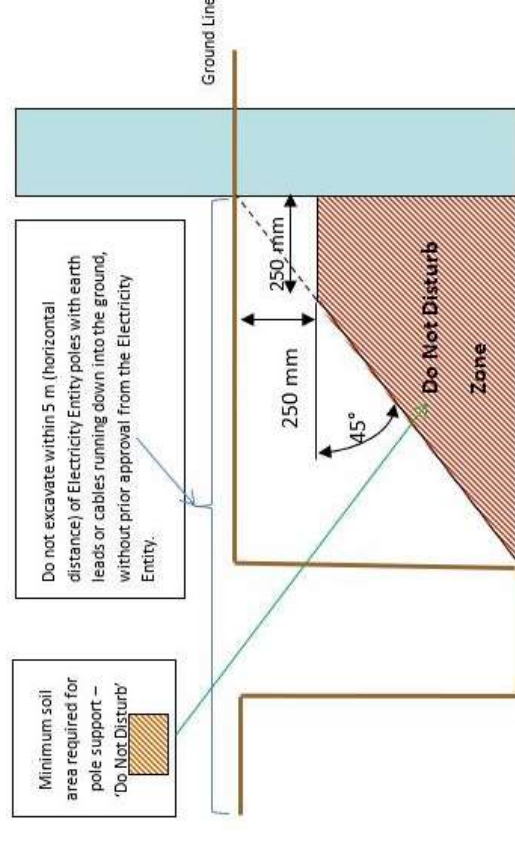 Ground Line
Do not excavate within 5 m (horizontal
distance) of Electricity Entity poles with earth
leads or cables running down into the ground,
without prior approval from the Electricity
Entity.
Minimum soil
area required for
pole support –
'Do Not Disturb'
250 mm
250 mm
45°
Do Not Disturb
Zone